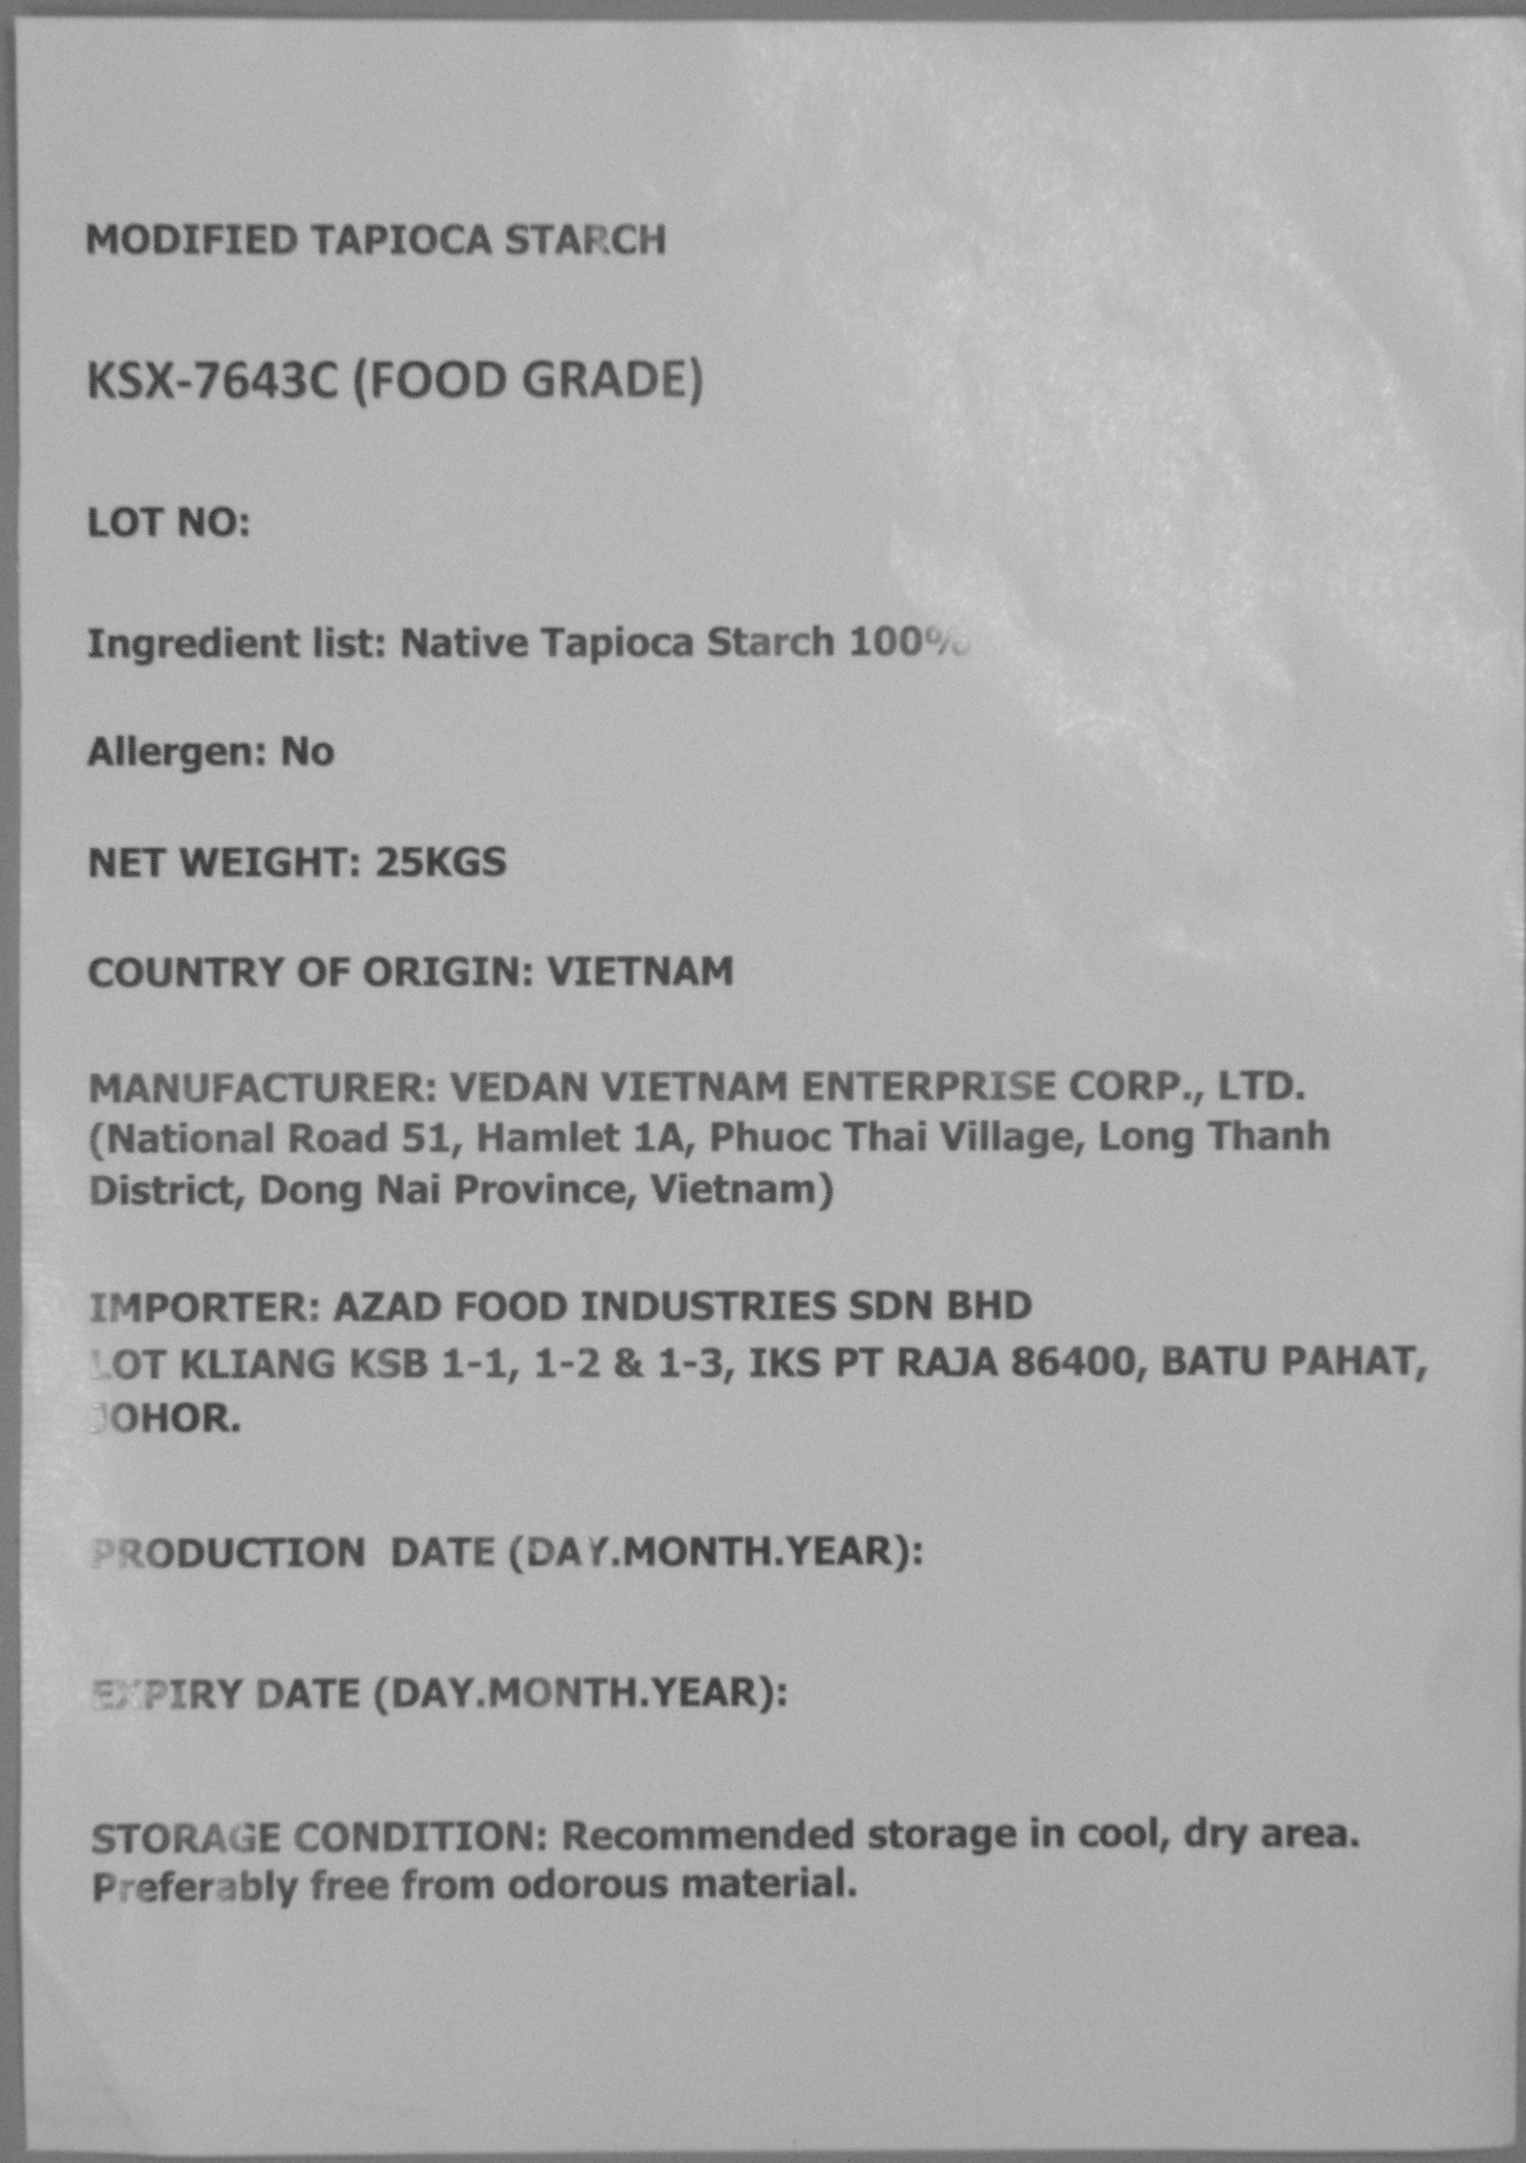 MODIFIED TAPIOCA STARCH
KSX-7643C (FOOD GRADE)
LOT NO:
Ingredient list: Native Tapioca Starch 100%
Allergen: No
NET WEIGHT: 25KGS
COUNTRY OF ORIGIN: VIETNAM
MANUFACTURER: VEDAN VIETNAM ENTERPRISE CORP., LTD.
(National Road 51, Hamlet 1A, Phuoc Thai Village, Long Thanh
District, Dong Nai Province, Vietnam)
IMPORTER: AZAD FOOD INDUSTRIES SDN BHD
LOT KLIANG KSB 1-1, 1-2 & 1-3, IKS PT RAJA 86400, BATU PAHAT,
JOHOR.
PRODUCTION DATE (DAY.MONTH.YEAR):
EXPIRY DATE (DAY.MONTH.YEAR):
STORAGE CONDITION: Recommended storage in cool, dry area.
Preferably free from odorous material.